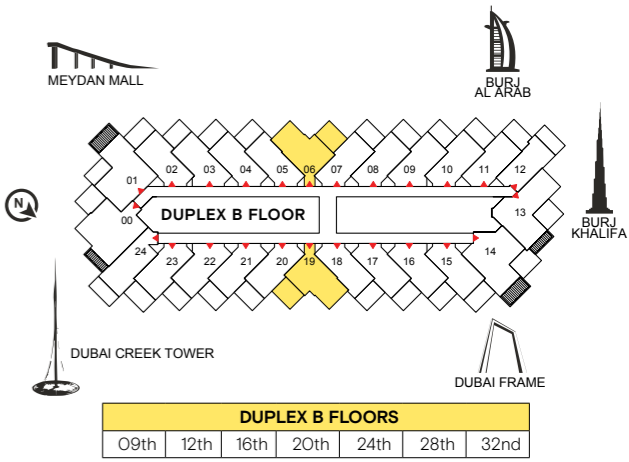 MEYDAN MALL
BURJ
AL ARAB
BURJ
KHALIFA
N
01 02 03 04 05 06 07 08 09 10 11 12
00 DUPLEX B FLOOR 13
24 23 22 21 20 19 18 17 16 15 14
DUBAI CREEK TOWER
DUBAI FRAME
DUPLEX B FLOORS
09th 12th 16th 20th 24th 28th 32nd